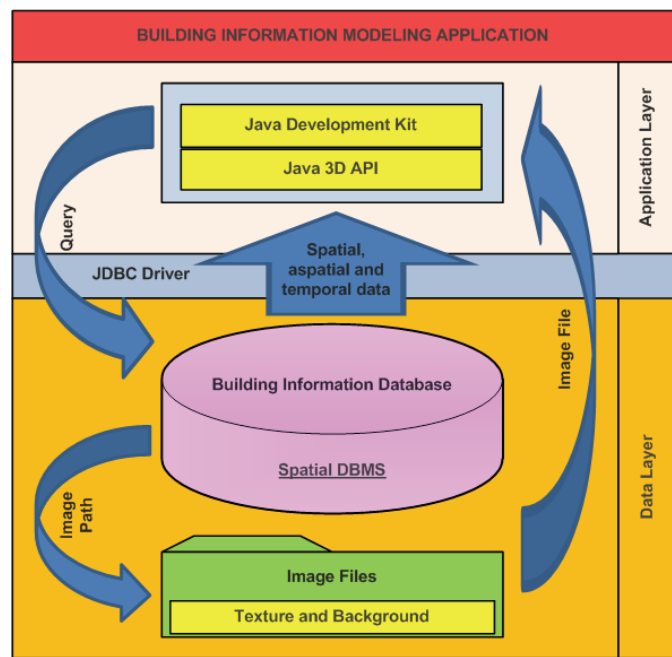 BUILDING INFORMATION MODELING APPLICATION
Java Development Kit
Java 3D API
Application Layer
Query
JDBC Driver
Spatial,
aspatial and
temporal data
Image File
Building Information Database
Spatial DBMS
Data Layer
Image
Path
Image Files
Texture and Background